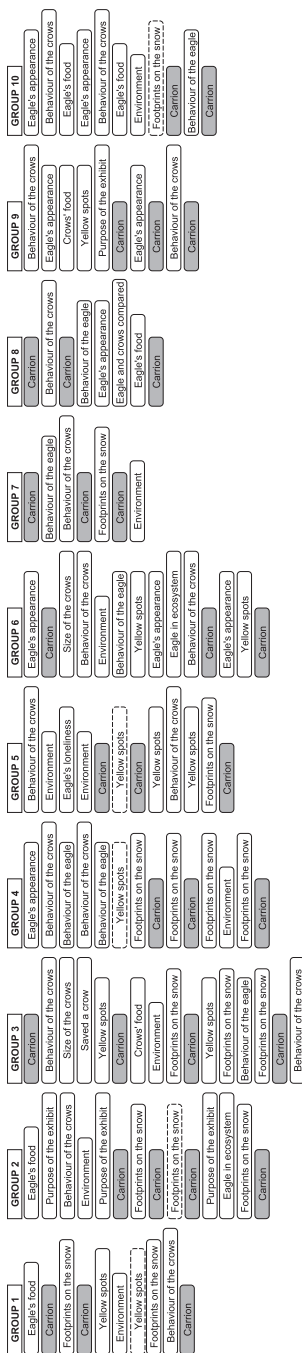 GROUP 1
Eagle's food
Carrion
Footprints on the snow
Carrion
Yellow spots
Environment
Yellow spots
Footprints on the snow
Behaviour of the crows
Carrion
GROUP 2
Eagle's food
Purpose of the exhibit
Behaviour of the crows
Environment
Purpose of the exhibit
Carrion
Footprints on the snow
Carrion
Footprints on the snow
Carrion
Purpose of the exhibit
Eagle in ecosystem
Footprints on the snow
Carrion
GROUP 3
Carrion
Behaviour of the crows
Size of the crows
Saved a crow
Yellow spots
Carrion
Crows' food
Environment
Footprints on the snow
Carrion
Yellow spots
Footprints on the snow
Behaviour of the eagle
Footprints on the snow
Carrion
Behaviour of the crows
GROUP 4
Eagle's appearance
Behaviour of the crows
Behaviour of the eagle
Behaviour of the crows
Behaviour of the eagle
Yellow spots
Footprints on the snow
Carrion
Footprints on the snow
Carrion
Footprints on the snow
Environment
Footprints on the snow
Carrion
GROUP 5
Behaviour of the crows
Environment
Eagle's loneliness
Environment
Carrion
Yellow spots
Carrion
Yellow spots
Behaviour of the crows
Yellow spots
Footprints on the snow
Carrion
GROUP 6
Eagle's appearance
Carrion
Size of the crows
Behaviour of the crows
Environment
Behaviour of the eagle
Yellow spots
Eagle's appearance
Eagle in ecosystem
Behaviour of the crows
Carrion
Eagle's appearance
Yellow spots
Carrion
GROUP 7
Carrion
Behaviour of the eagle
Behaviour of the crows
Carrion
Footprints on the snow
Carrion
Environment
GROUP 8
Carrion
Behaviour of the crows
Carrion
Behaviour of the eagle
Eagle's appearance
Eagle and crows compared
Eagle's food
Carrion
GROUP 9
Behaviour of the crows
Eagle's appearance
Crows' food
Yellow spots
Purpose of the exhibit
Carrion
Eagle's appearance
Carrion
Behaviour of the crows
Carrion
GROUP 10
Eagle's appearance
Behaviour of the crows
Eagle's food
Eagle's appearance
Behaviour of the crows
Eagle's food
Environment
Footprints on the snow
Carrion
Behaviour of the eagle
Carrion